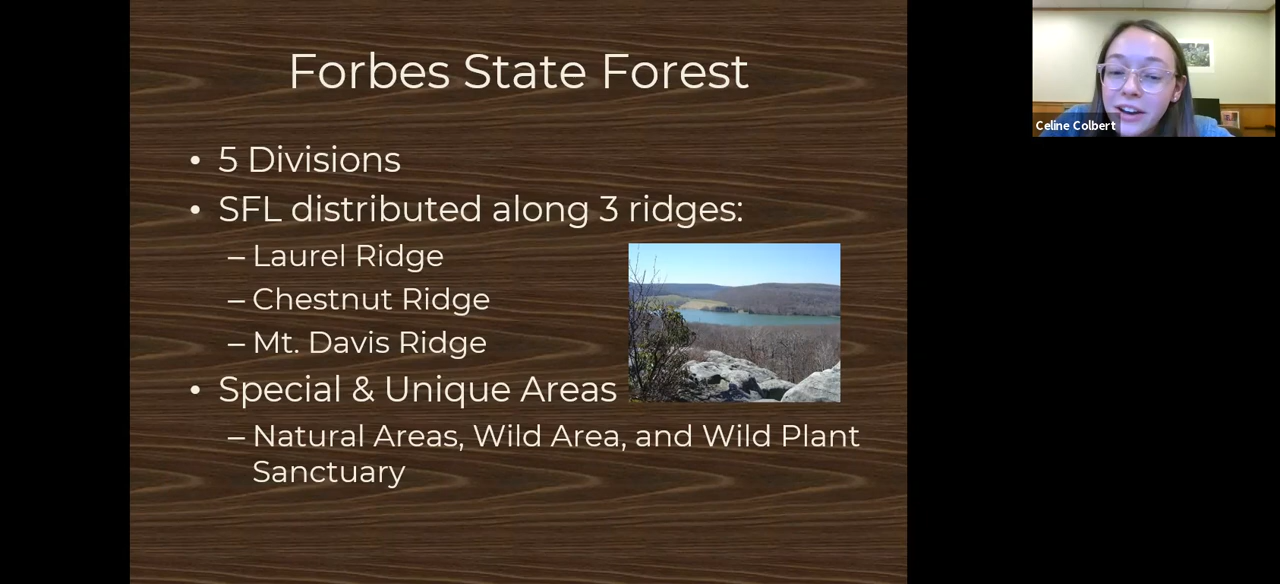 Forbes State Forest
• 5 Divisions
• SFL distributed along 3 ridges:
– Laurel Ridge
– Chestnut Ridge
– Mt. Davis Ridge
• Special & Unique Areas
– Natural Areas, Wild Area, and Wild Plant
Sanctuary
Celine Colbert